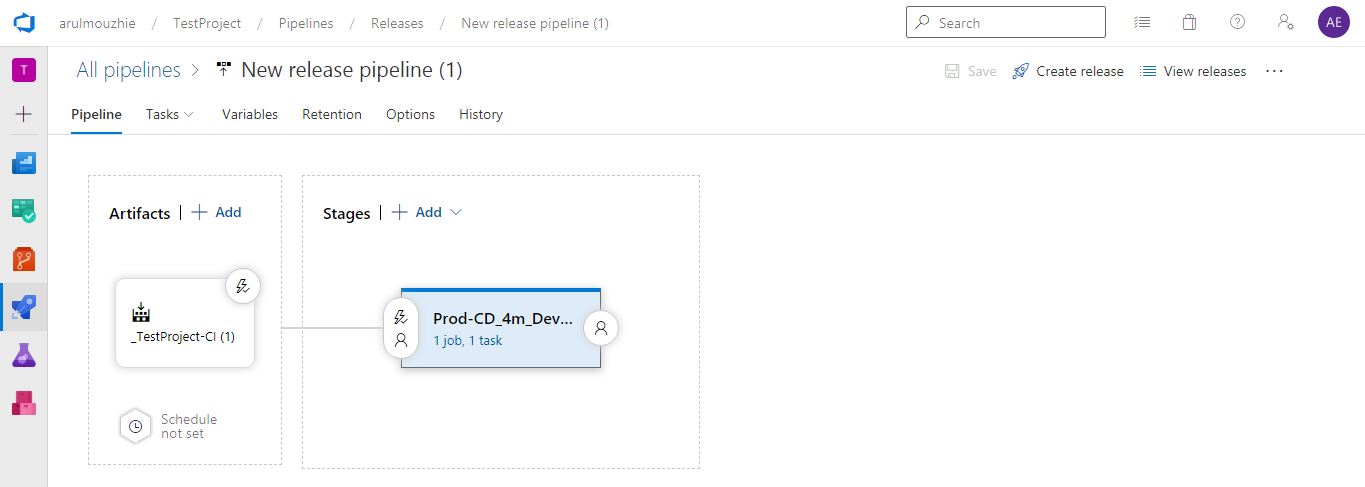 arulmouzhie / TestProject / Pipelines / Releases / New release pipeline (1)
Search
AE
T
All pipelines > New release pipeline (1)
Save
Create release
View releases
Pipeline
Tasks
Variables
Retention
Options
History
Artifacts | + Add
Stages | + Add
_TestProject-CI (1)
Prod-CD_4m_Dev...
1 job, 1 task
Schedule
not set